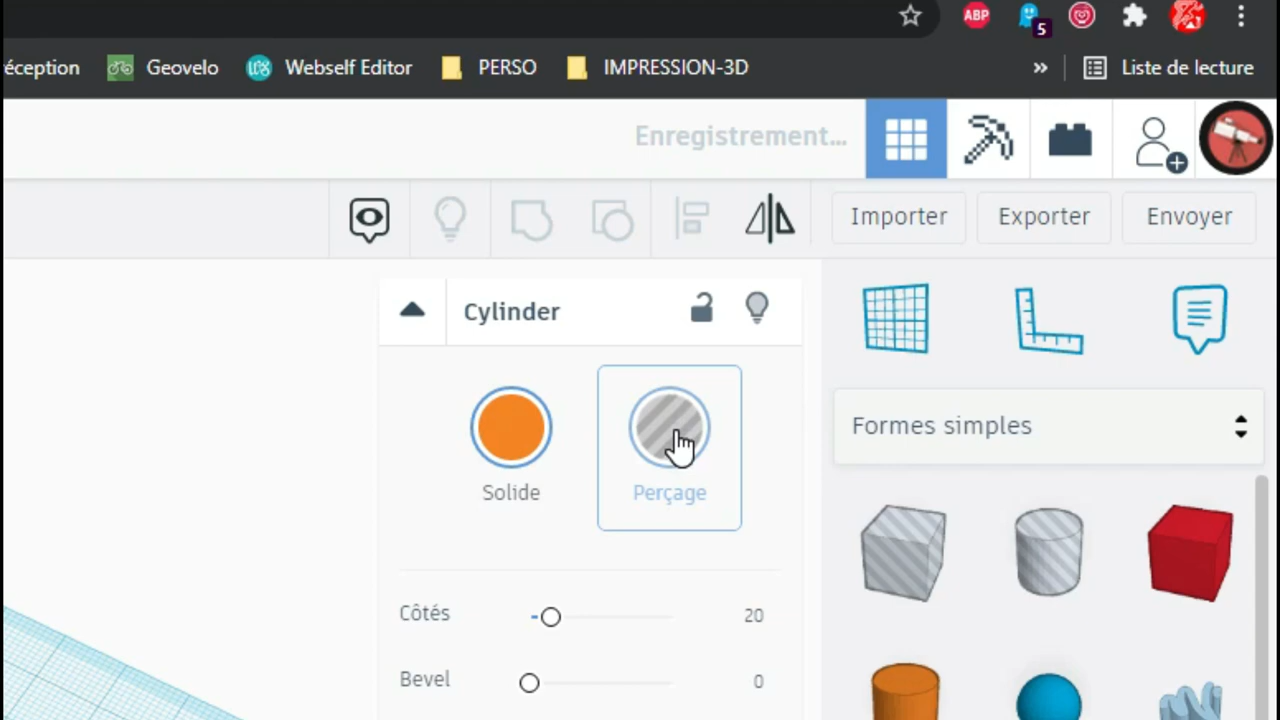 ABP
5
éception
Geovelo
Webself Editor
PERSO
IMPRESSION-3D
»
Liste de lecture
Enregistrement...
Importer
Exporter
Envoyer
Cylinder
Formes simples
Solide
Perçage
Côtés
20
Bevel
0